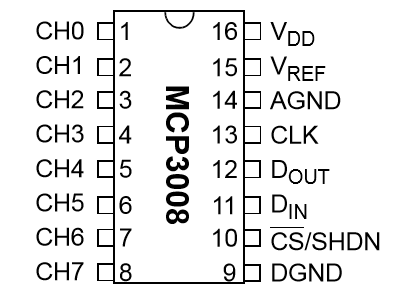 CH0 1 16 VDD
CH1 2 15 VREF
CH2 3 14 AGND
CH3 4 13 CLK
CH4 5 12 DOUT
CH5 6 11 DIN
CH6 7 10 C̅S̅/SHDN
CH7 8 9 DGND
MCP3008